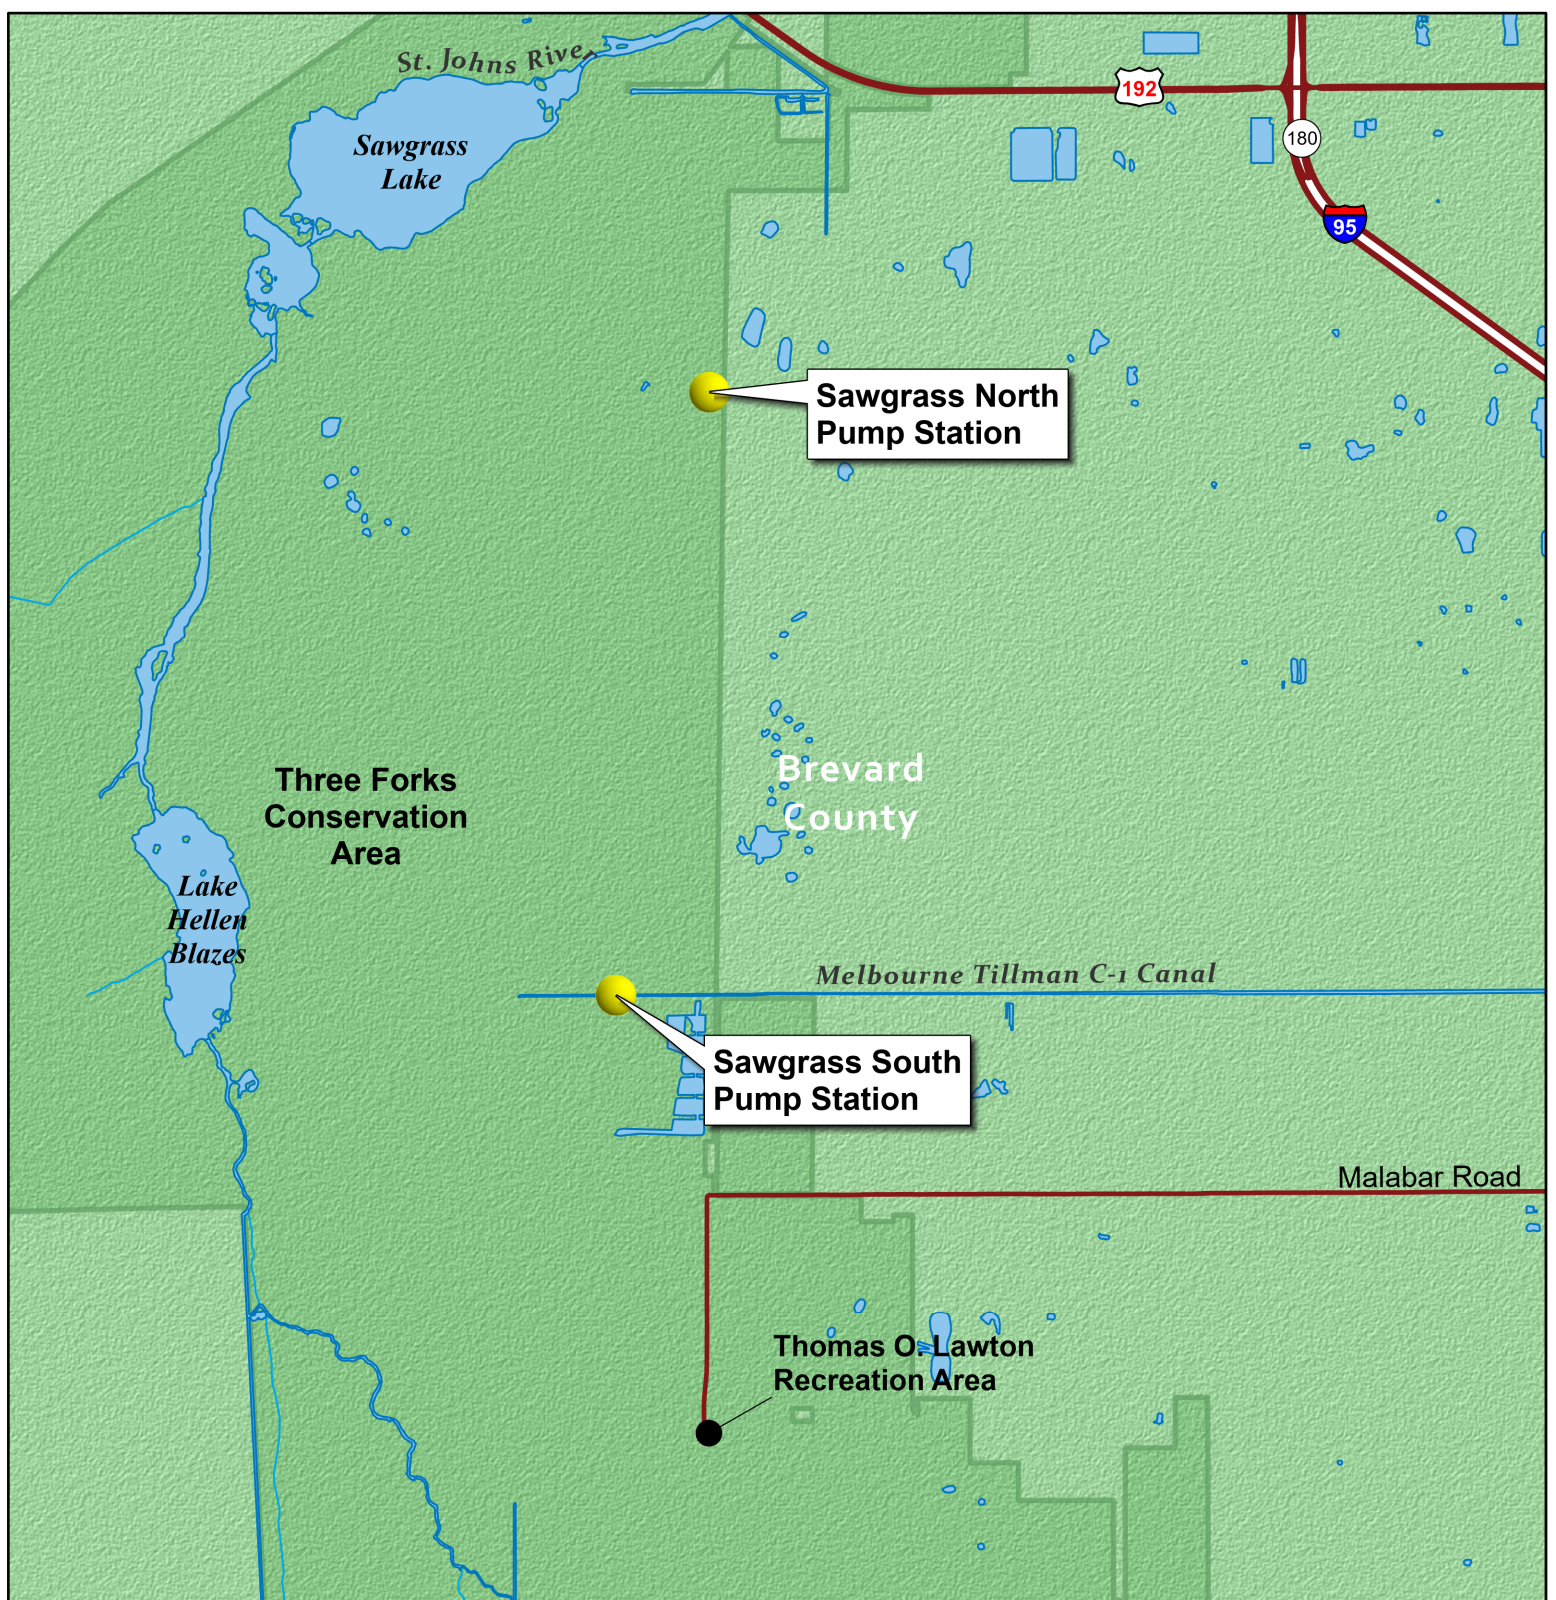 St. Johns River
192
Sawgrass
Lake
180
95
Sawgrass North
Pump Station
Brevard
County
Three Forks
Conservation
Area
Lake
Hellen
Blazes
Melbourne Tillman C-1 Canal
Sawgrass South
Pump Station
Malabar Road
Thomas O. Lawton
Recreation Area